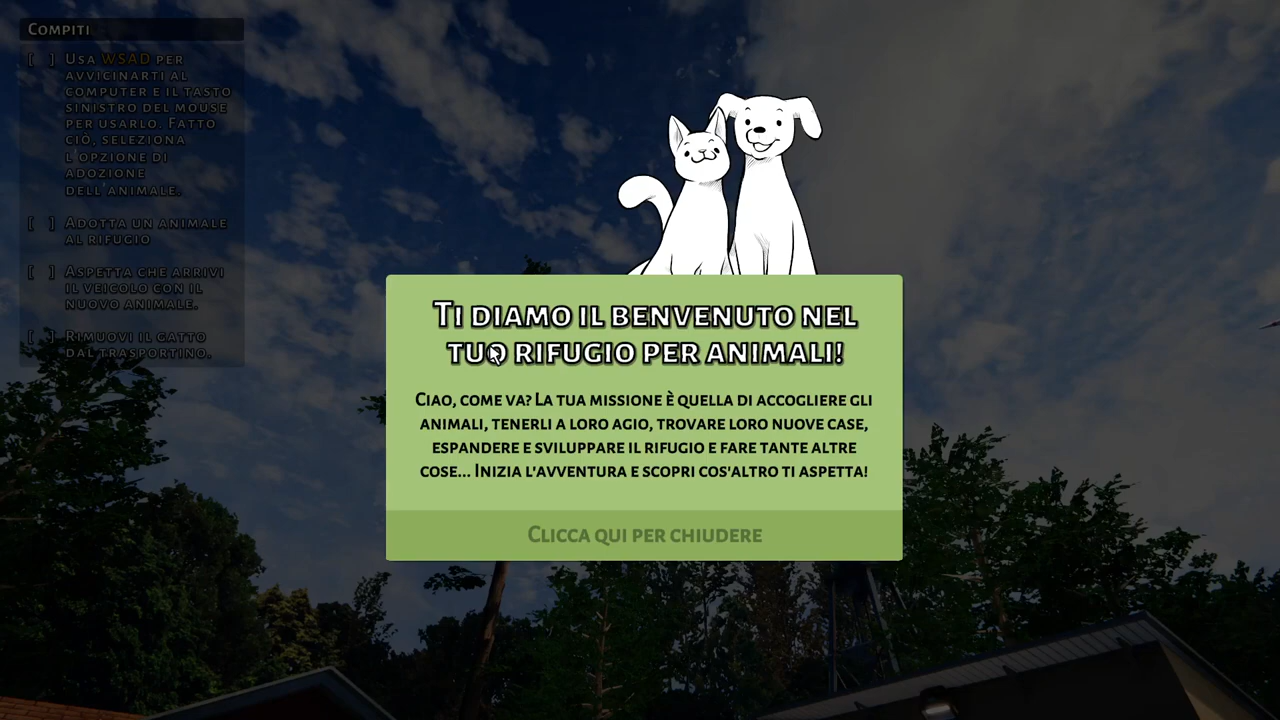 Compiti
[ ] Usa WSAD per
avvicinarti al
computer e il tasto
sinistro del mouse
per usarlo. Fatto
ciò, seleziona
l'opzione di
adozione
dell'animale.
[ ] Adotta un animale
al rifugio
[ ] Aspetta che arrivi
il veicolo con il
nuovo animale.
[ ] Rimuovi il gatto
dal trasportino.
Ti diamo il benvenuto nel
tuo rifugio per animali!
Ciao, come va? La tua missione è quella di accogliere gli
animali, tenerli a loro agio, trovare loro nuove case,
espandere e sviluppare il rifugio e fare tante altre
cose... Inizia l'avventura e scopri cos'altro ti aspetta!
Clicca qui per chiudere